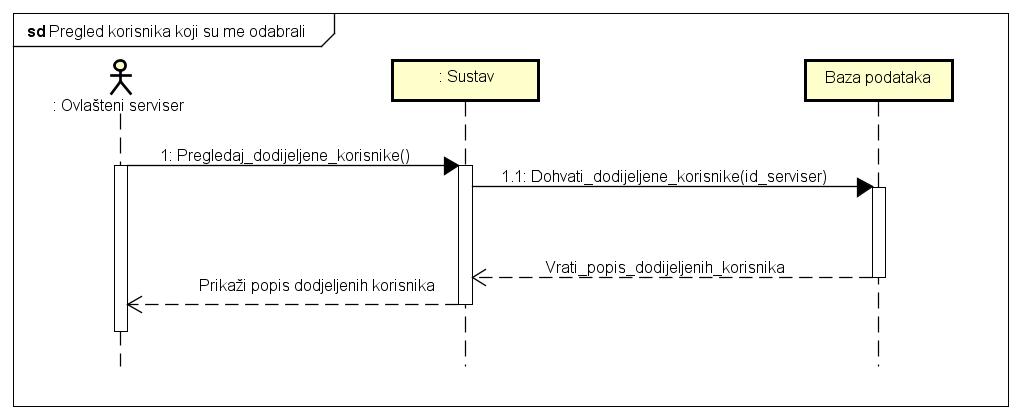 sd Pregled korisnika koji su me odabrali
: Ovlašteni serviser
: Sustav
Baza podataka
1: Pregledaj_dodijeljene_korisnike()
1.1: Dohvati_dodijeljene_korisnike(id_serviser)
Vrati_popis_dodijeljenih_korisnika
Prikaži popis dodjeljenih korisnika